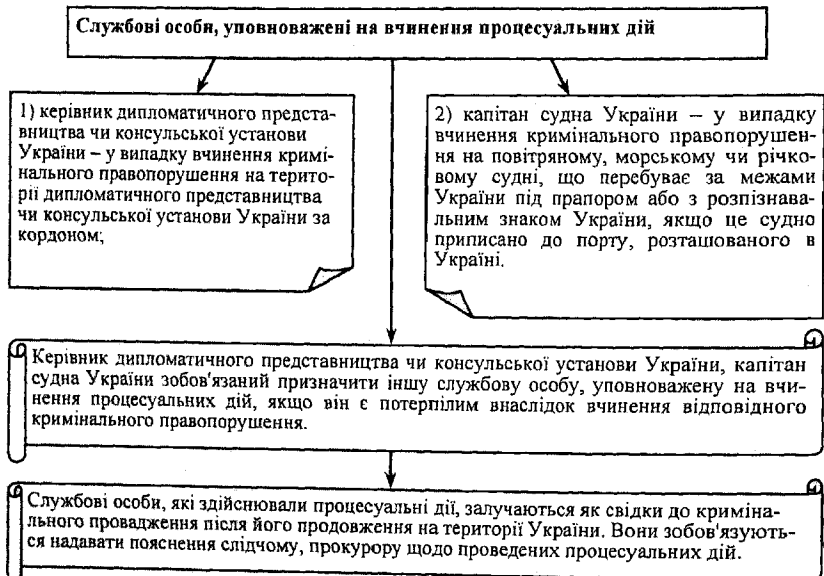 Службові особи, уповноважені на вчинення процесуальних дій
1) керівник дипломатичного предста-
вництва чи консульської установи
України – у випадку вчинення кримі-
нального правопорушення на терито-
рії дипломатичного представництва
чи консульської установи України за
кордоном;
2) капітан судна України – у випадку
вчинення кримінального правопорушен-
ня на повітряному, морському чи річко-
вому судні, що перебуває за межами
України під прапором або з розпізнава-
льним знаком України, якщо це судно
приписано до порту, розташованого в
Україні.
Керівник дипломатичного представництва чи консульської установи України, капітан
судна України зобов'язаний призначити іншу службову особу, уповноважену на вчи-
нення процесуальних дій, якщо він є потерпілим внаслідок вчинення відповідного
кримінального правопорушення.
Службові особи, які здійснювали процесуальні дії, залучаються як свідки до криміна-
льного провадження після його продовження на території України. Вони зобов'язують-
ся надавати пояснення слідчому, прокурору щодо проведених процесуальних дій.